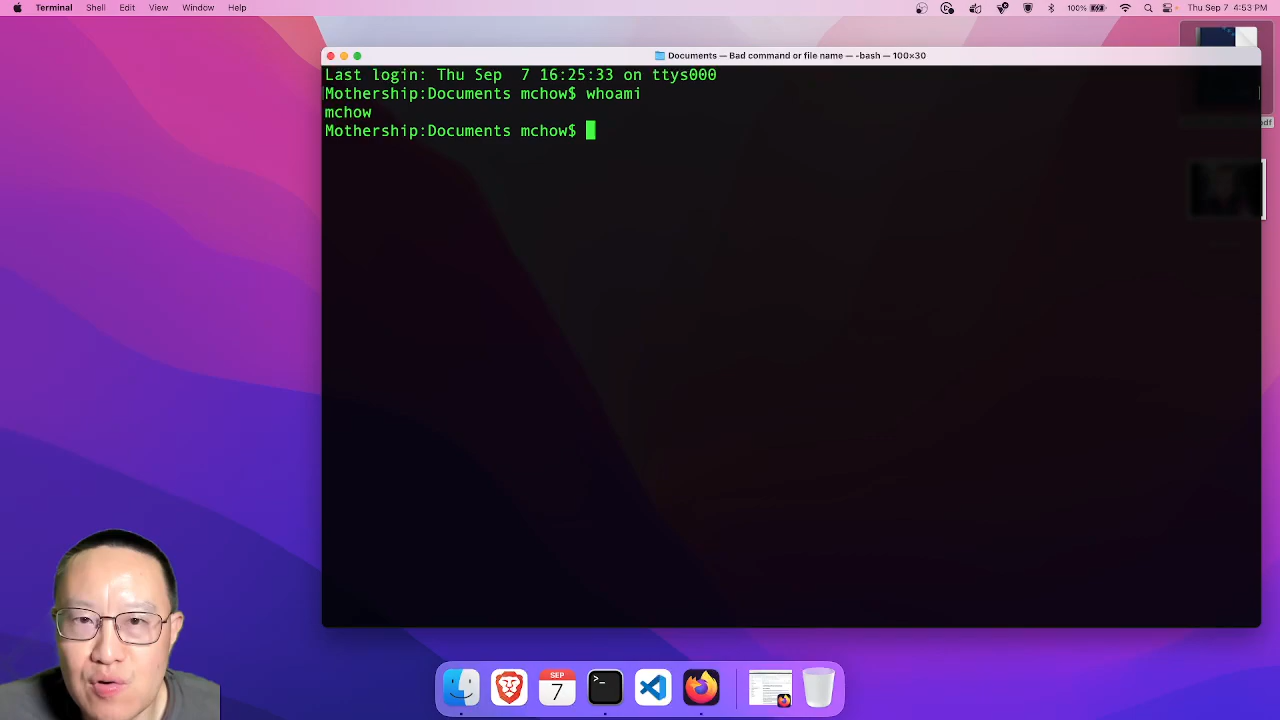 Terminal Shell Edit View Window Help 100% Thu Sep 7 4:53 PM
Documents — Bad command or file name — -bash — 100×30
Last login: Thu Sep  7 16:25:33 on ttys000
Mothership:Documents mchow$ whoami
mchow
Mothership:Documents mchow$
pdf
SEP
7
>_